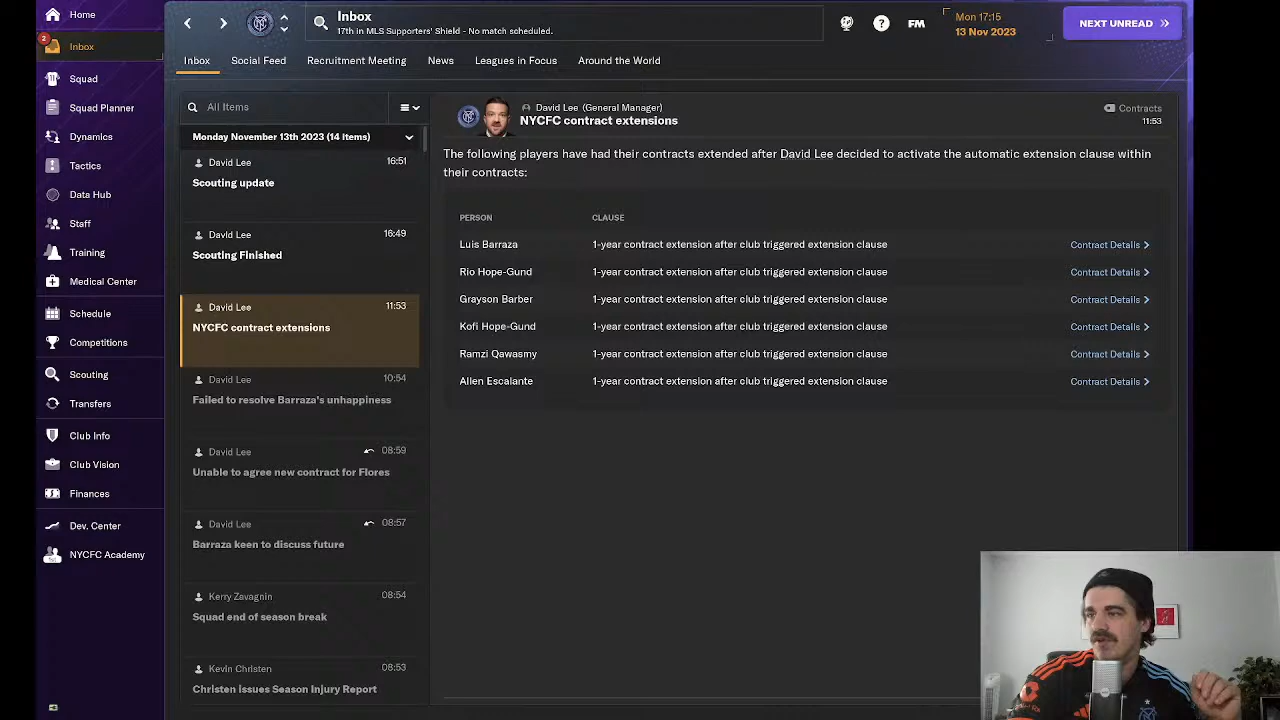 Home
2
Inbox
Squad
Squad Planner
Dynamics
Tactics
Data Hub
Staff
Training
Medical Center
Schedule
Competitions
Scouting
Transfers
Club Info
Club Vision
Finances
Dev. Center
NYCFC Academy
Inbox
17th in MLS Supporters' Shield - No match scheduled.
?
FM
Mon 17:15
13 Nov 2023
NEXT UNREAD
Inbox
Social Feed
Recruitment Meeting
News
Leagues in Focus
Around the World
All Items
Monday November 13th 2023 (14 items)
David Lee 16:51
Scouting update
David Lee 16:49
Scouting Finished
David Lee 11:53
NYCFC contract extensions
David Lee 10:54
Failed to resolve Barraza's unhappiness
David Lee 08:59
Unable to agree new contract for Flores
David Lee 08:57
Barraza keen to discuss future
Kerry Zavagnin 08:54
Squad end of season break
Kevin Christen 08:53
Christen issues Season Injury Report
David Lee (General Manager)
NYCFC contract extensions
Contracts
11:53
The following players have had their contracts extended after David Lee decided to activate the automatic extension clause within
their contracts:
PERSON CLAUSE
Luis Barraza 1-year contract extension after club triggered extension clause Contract Details
Rio Hope-Gund 1-year contract extension after club triggered extension clause Contract Details
Grayson Barber 1-year contract extension after club triggered extension clause Contract Details
Kofi Hope-Gund 1-year contract extension after club triggered extension clause Contract Details
Ramzi Qawasmy 1-year contract extension after club triggered extension clause Contract Details
Allen Escalante 1-year contract extension after club triggered extension clause Contract Details